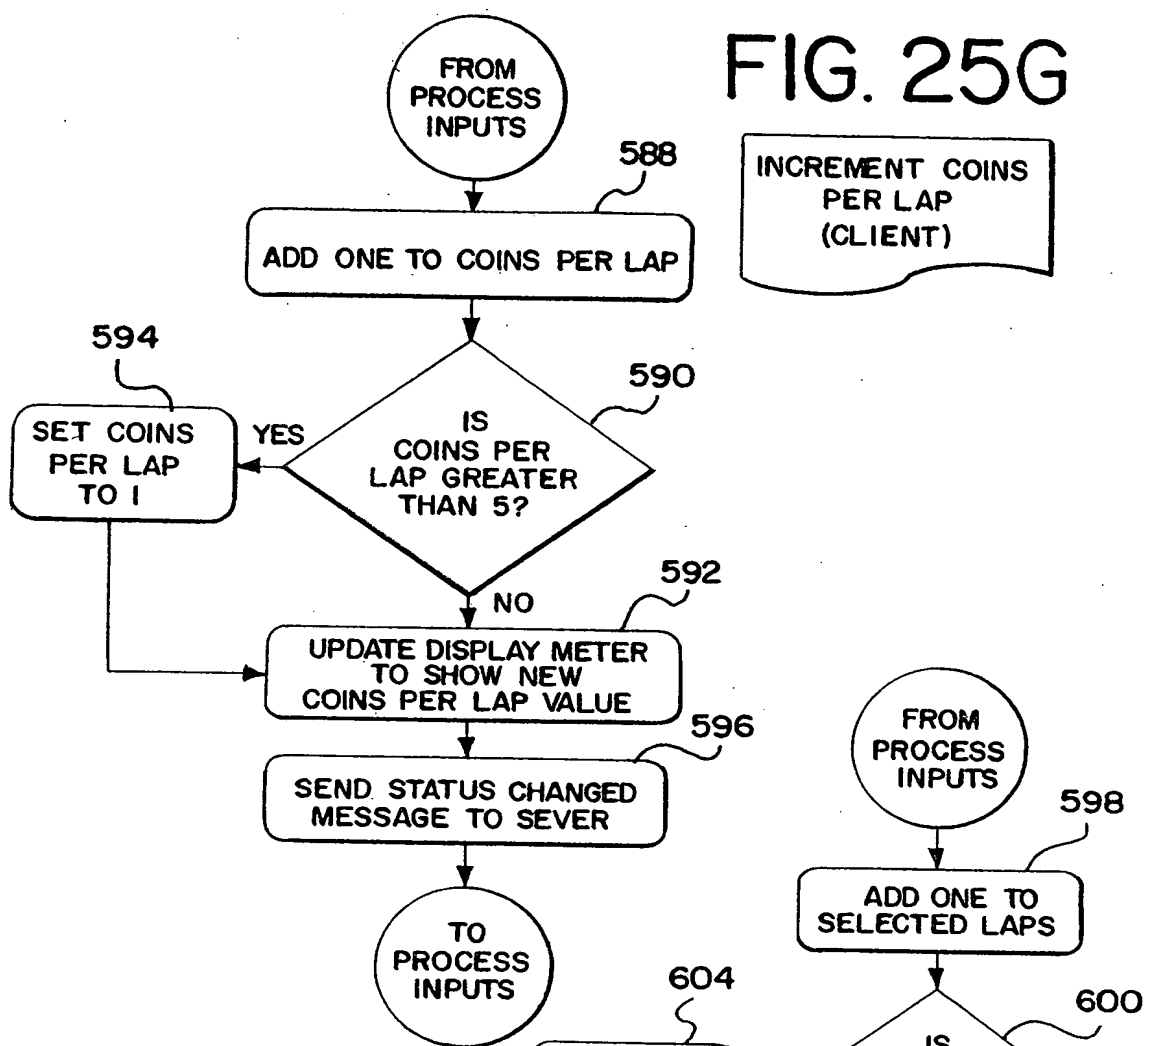 FROM
PROCESS
INPUTS
FIG. 25G
INCREMENT COINS
PER LAP
(CLIENT)
588
ADD ONE TO COINS PER LAP
594
590
SET COINS
PER LAP
TO 1
YES
IS
COINS PER
LAP GREATER
THAN 5?
NO
592
UPDATE DISPLAY METER
TO SHOW NEW
COINS PER LAP VALUE
596
SEND STATUS CHANGED
MESSAGE TO SEVER
TO
PROCESS
INPUTS
FROM
PROCESS
INPUTS
598
ADD ONE TO
SELECTED LAPS
604
600
IS